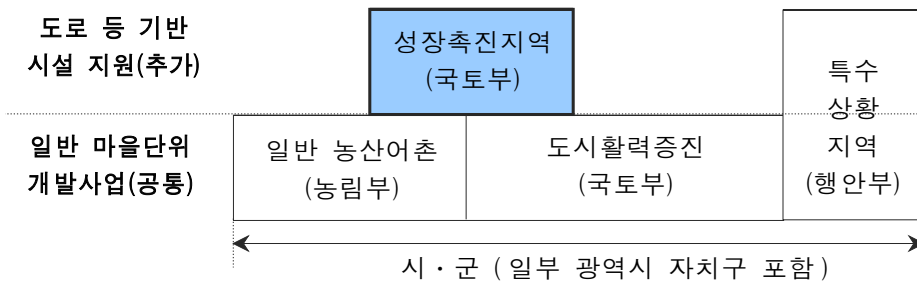 도로 등 기반
시설 지원(추가)
성장촉진지역
(국토부)
특수
상황
지역
(행안부)
일반 마을단위
개발사업(공통)
일반 농산어촌
(농림부)
도시활력증진
(국토부)
시·군 (일부 광역시 자치구 포함)